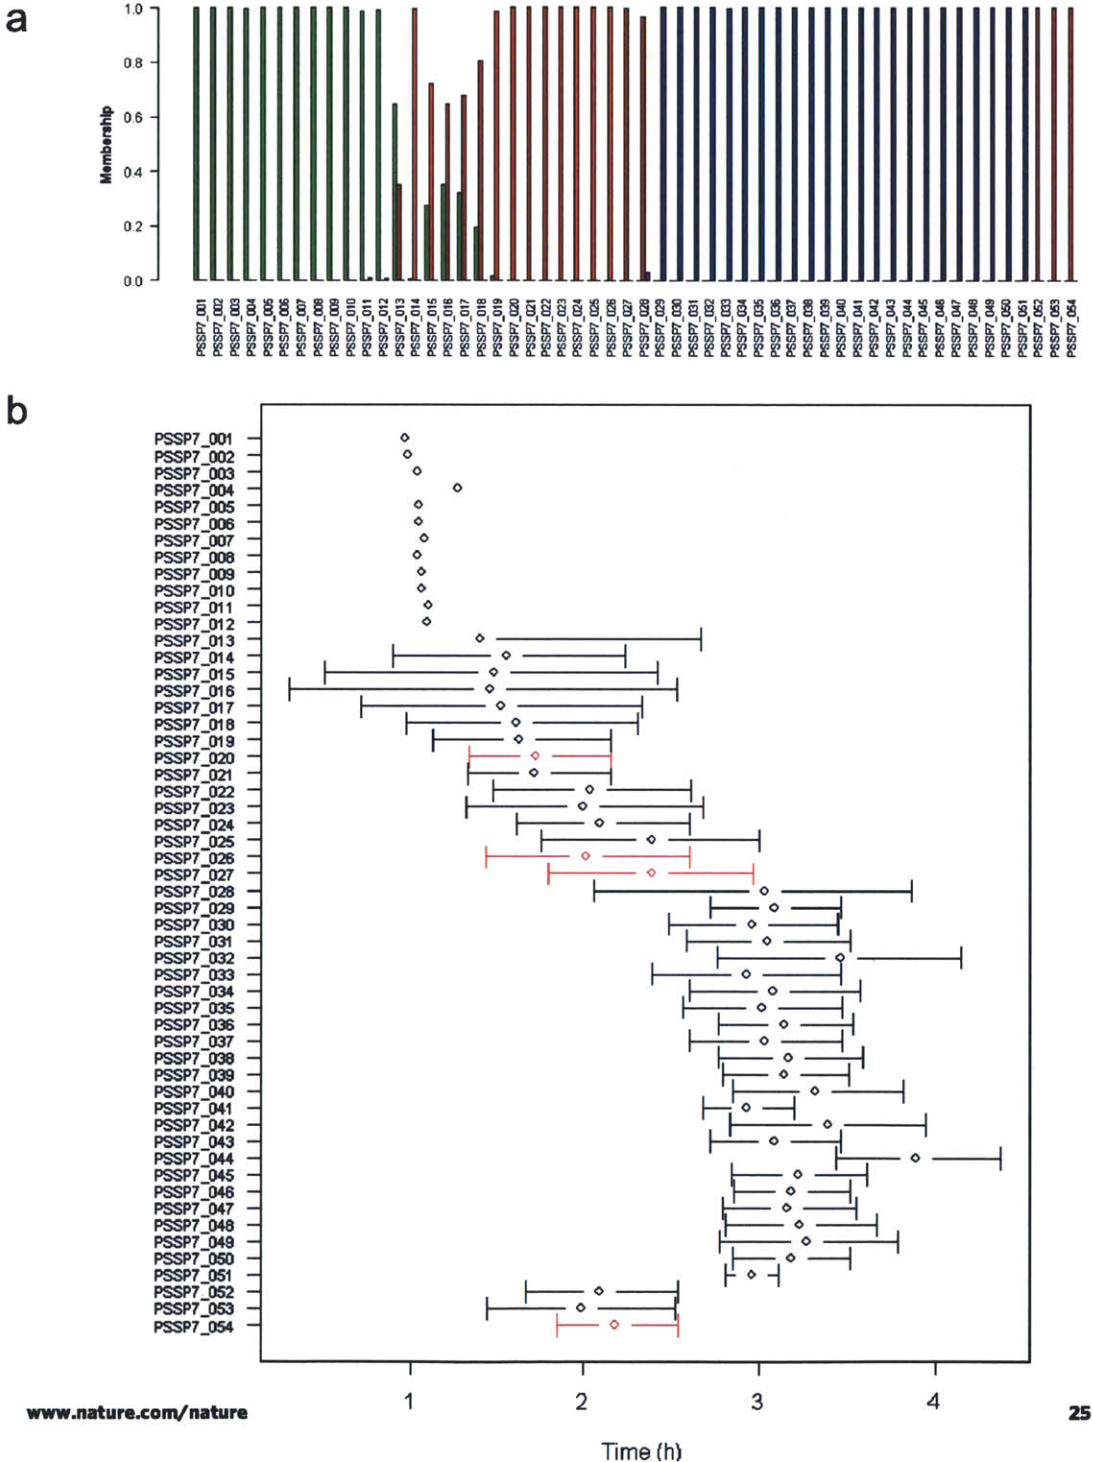 a
1.0
0.8
0.6
0.4
0.2
0.0
Membership
PSSP7_001
PSSP7_002
PSSP7_003
PSSP7_004
PSSP7_005
PSSP7_006
PSSP7_007
PSSP7_008
PSSP7_009
PSSP7_010
PSSP7_011
PSSP7_012
PSSP7_013
PSSP7_014
PSSP7_015
PSSP7_016
PSSP7_017
PSSP7_018
PSSP7_019
PSSP7_020
PSSP7_021
PSSP7_022
PSSP7_023
PSSP7_024
PSSP7_025
PSSP7_026
PSSP7_027
PSSP7_028
PSSP7_029
PSSP7_030
PSSP7_031
PSSP7_032
PSSP7_033
PSSP7_034
PSSP7_035
PSSP7_036
PSSP7_037
PSSP7_038
PSSP7_039
PSSP7_040
PSSP7_041
PSSP7_042
PSSP7_043
PSSP7_044
PSSP7_045
PSSP7_046
PSSP7_047
PSSP7_048
PSSP7_049
PSSP7_050
PSSP7_051
PSSP7_052
PSSP7_053
PSSP7_054
b
PSSP7_001
PSSP7_002
PSSP7_003
PSSP7_004
PSSP7_005
PSSP7_006
PSSP7_007
PSSP7_008
PSSP7_009
PSSP7_010
PSSP7_011
PSSP7_012
PSSP7_013
PSSP7_014
PSSP7_015
PSSP7_016
PSSP7_017
PSSP7_018
PSSP7_019
PSSP7_020
PSSP7_021
PSSP7_022
PSSP7_023
PSSP7_024
PSSP7_025
PSSP7_026
PSSP7_027
PSSP7_028
PSSP7_029
PSSP7_030
PSSP7_031
PSSP7_032
PSSP7_033
PSSP7_034
PSSP7_035
PSSP7_036
PSSP7_037
PSSP7_038
PSSP7_039
PSSP7_040
PSSP7_041
PSSP7_042
PSSP7_043
PSSP7_044
PSSP7_045
PSSP7_046
PSSP7_047
PSSP7_048
PSSP7_049
PSSP7_050
PSSP7_051
PSSP7_052
PSSP7_053
PSSP7_054
1 2 3 4
www.nature.com/nature 25
Time (h)